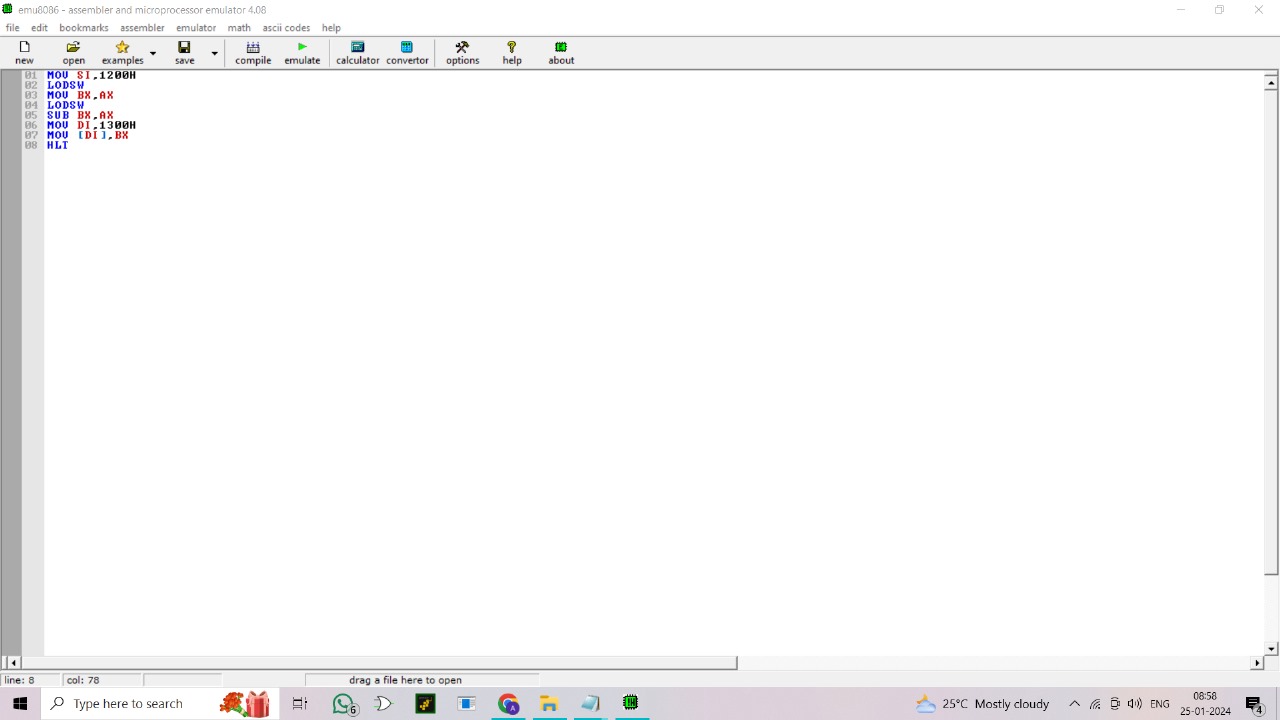 emu8086 - assembler and microprocessor emulator 4.08
file edit bookmarks assembler emulator math ascii codes help
new open examples save compile emulate calculator convertor options help about
01 MOV SI,1200H
02 LODSW
03 MOV BX,AX
04 LODSW
05 SUB BX,AX
06 MOV DI,1300H
07 MOV [DI],BX
08 HLT
line: 8 col: 78 drag a file here to open
Type here to search
6
25°C Mostly cloudy
ENG
08:58
25-01-2024
4